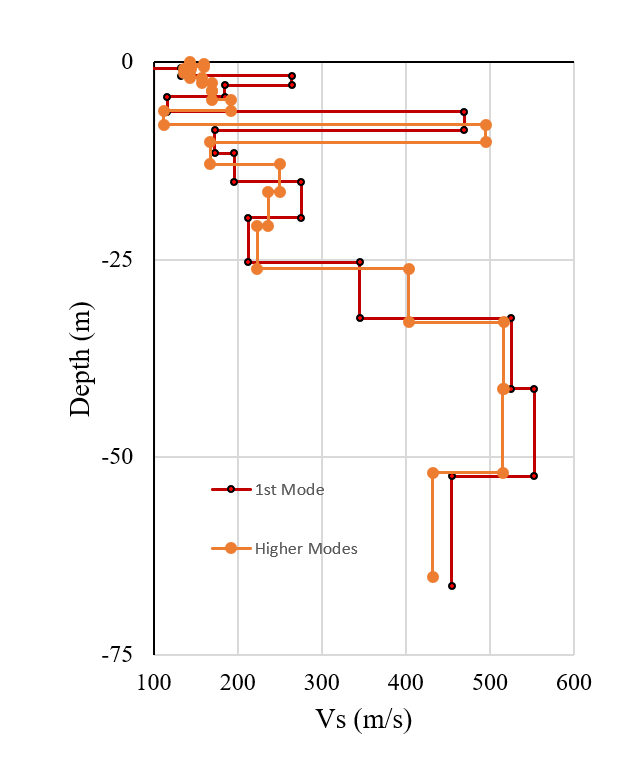 0
-25
-50
-75
Depth (m)
1st Mode
Higher Modes
100 200 300 400 500 600
Vs (m/s)